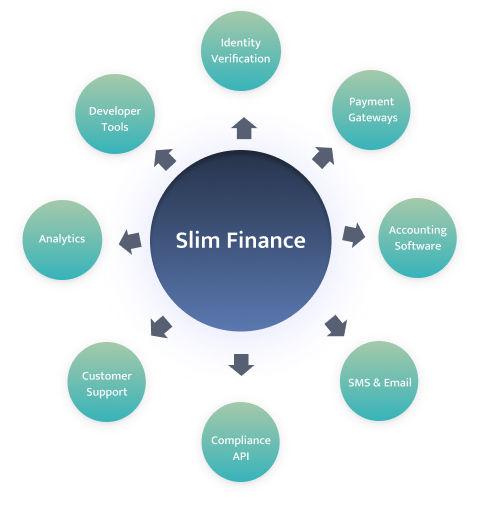 Identity
Verification
Developer
Tools
Payment
Gateways
Analytics
Slim Finance
Accounting
Software
Customer
Support
SMS & Email
Compliance
API